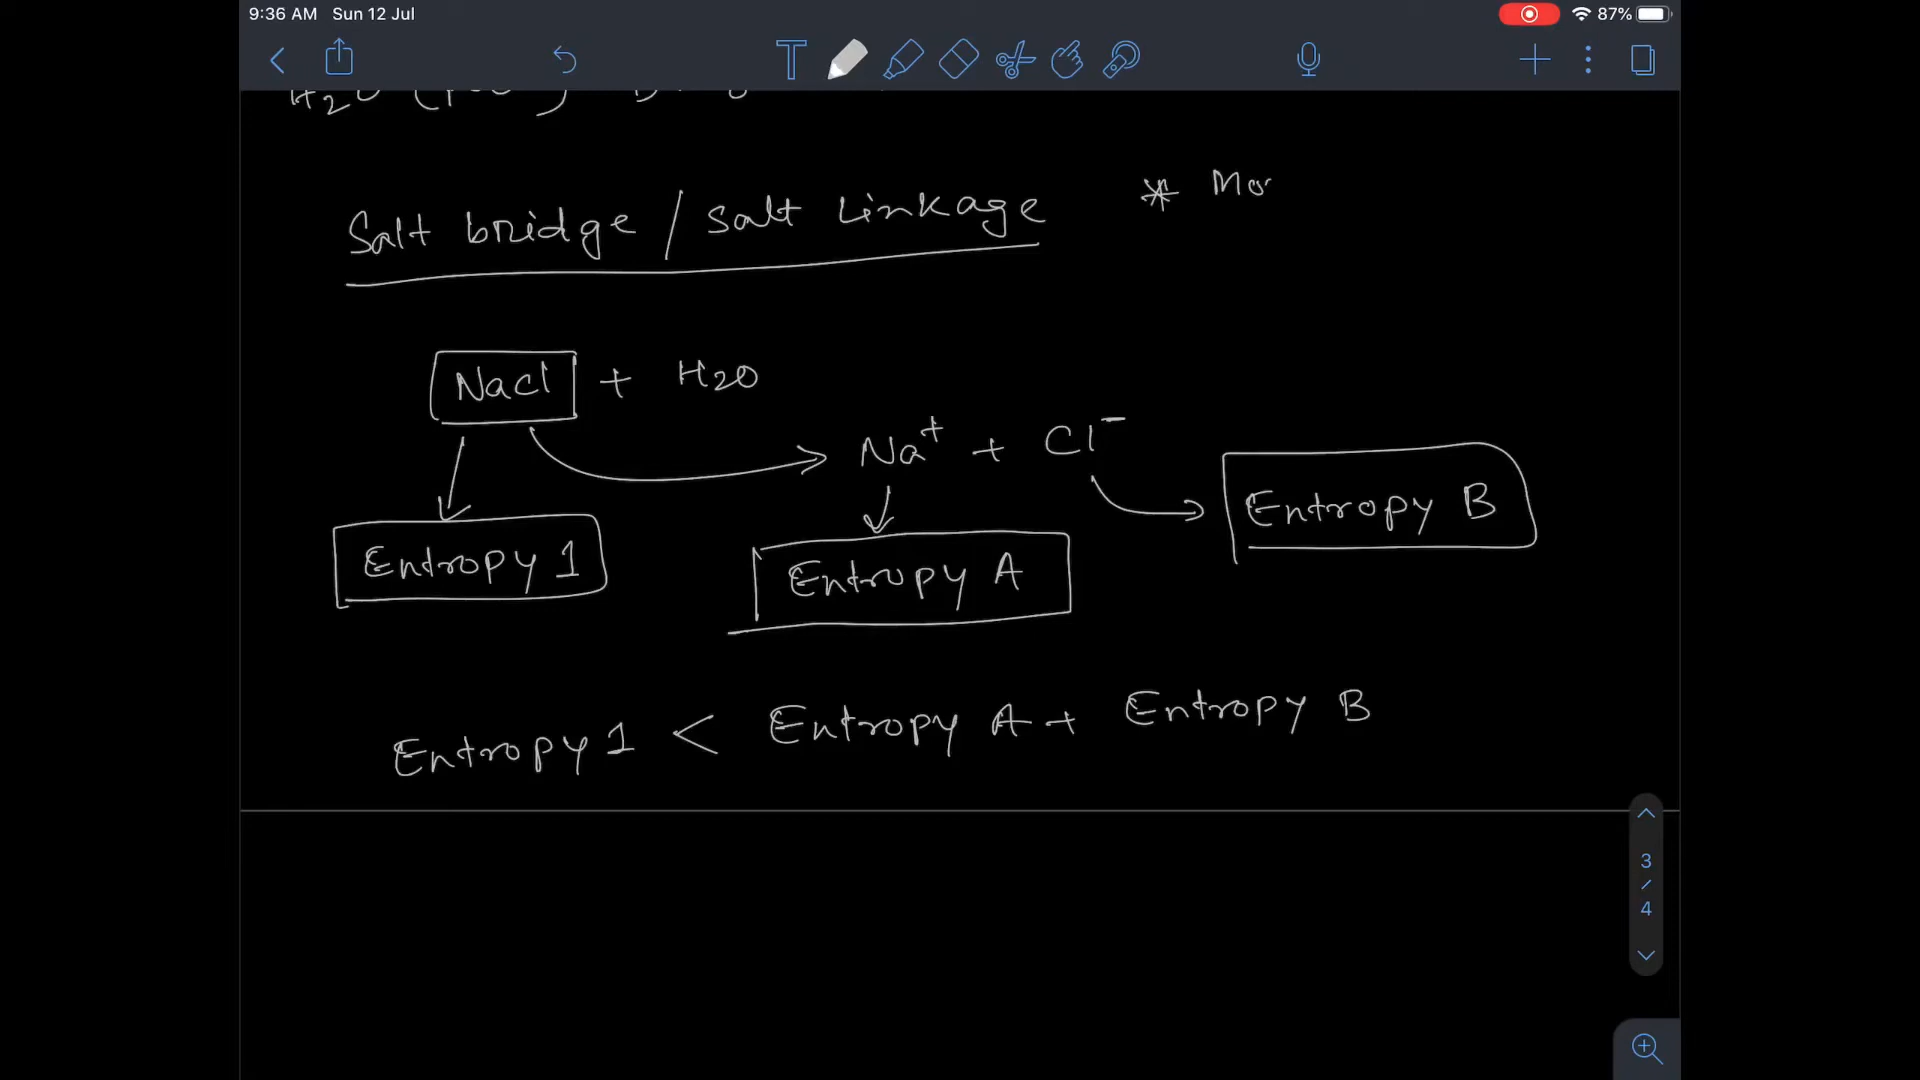 9:36 AM Sun 12 Jul 87%
Salt bridge / Salt Linkage * Mo
NaCl + H2O
Na+ + Cl-
Entropy B
Entropy 1
Entropy A
Entropy 1 < Entropy A + Entropy B
3
/
4